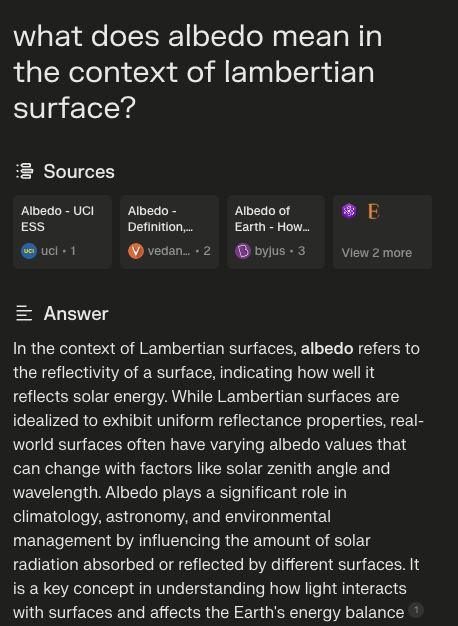 what does albedo mean in
the context of lambertian
surface?
Sources
Albedo - UCI
ESS
UCI
uci • 1
Albedo -
Definition,...
V
vedan... • 2
Albedo of
Earth - How...
B
byjus • 3
E
View 2 more
Answer
In the context of Lambertian surfaces, albedo refers to
the reflectivity of a surface, indicating how well it
reflects solar energy. While Lambertian surfaces are
idealized to exhibit uniform reflectance properties, real-
world surfaces often have varying albedo values that
can change with factors like solar zenith angle and
wavelength. Albedo plays a significant role in
climatology, astronomy, and environmental
management by influencing the amount of solar
radiation absorbed or reflected by different surfaces. It
is a key concept in understanding how light interacts
with surfaces and affects the Earth's energy balance 1